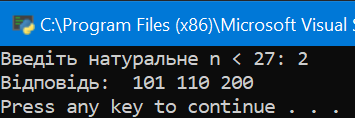 C:\Program Files (x86)\Microsoft Visual S
Введіть натуральне n < 27: 2
Відповідь:  101 110 200
Press any key to continue . . .